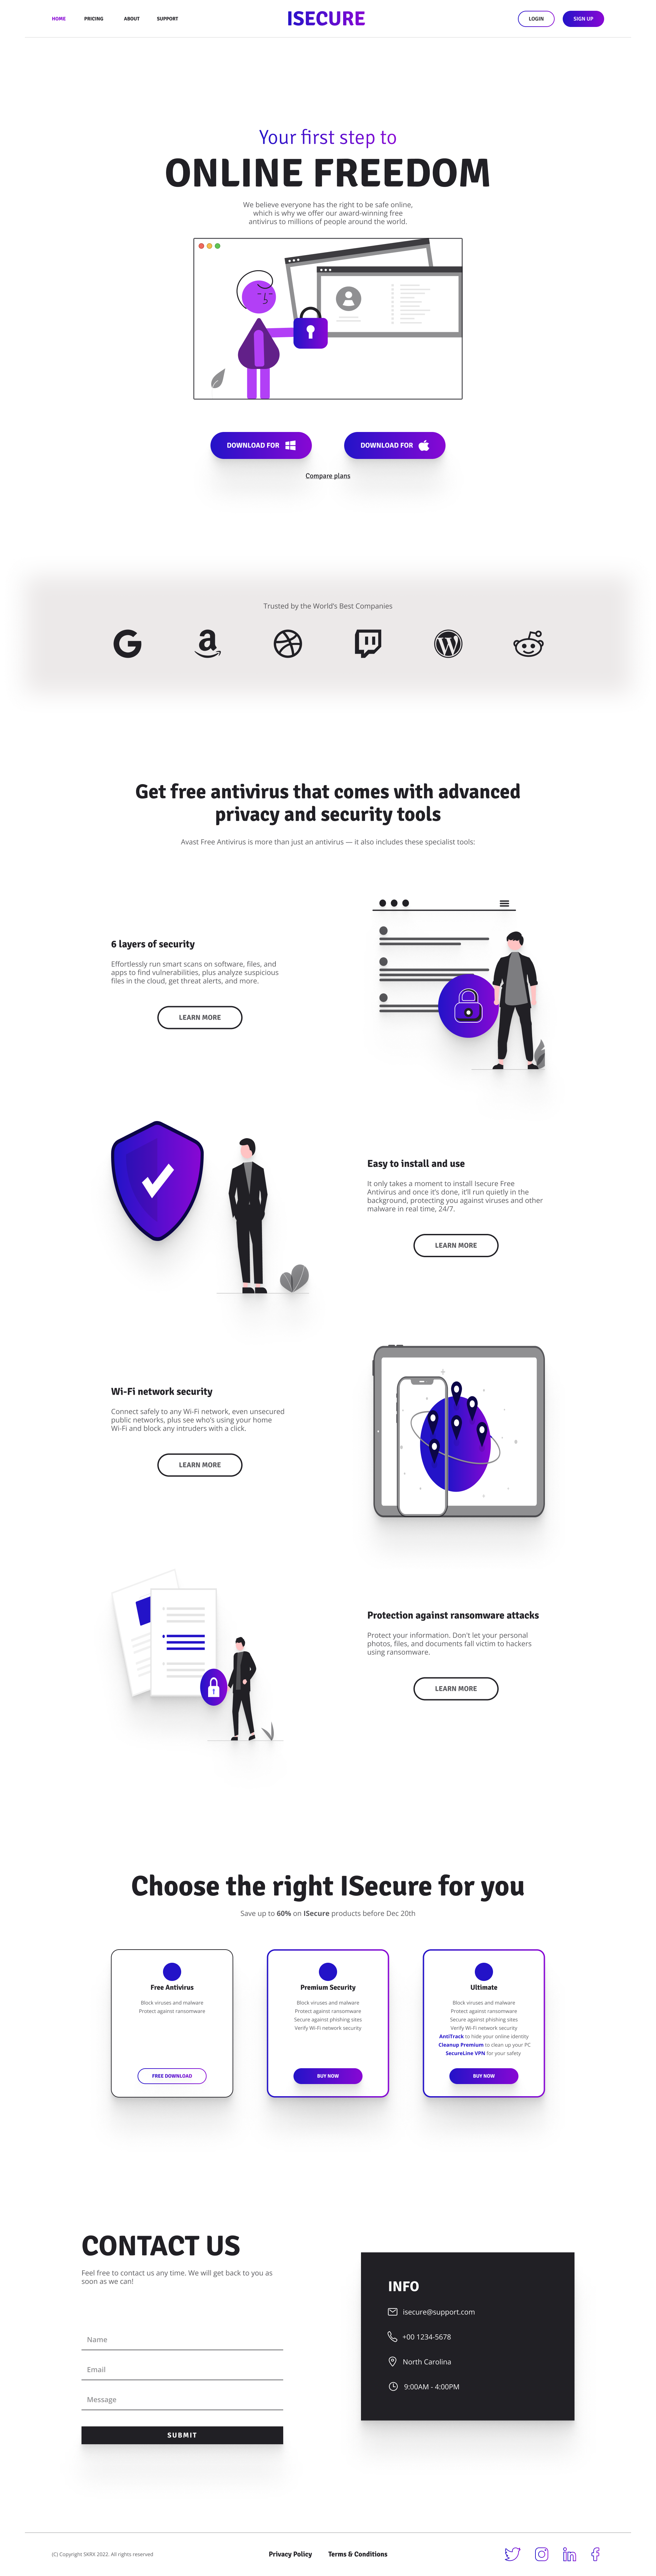 HOME
PRICING
ABOUT
SUPPORT
ISECURE
LOGIN
SIGN UP
Your first step to
ONLINE FREEDOM
We believe everyone has the right to be safe online,
which is why we offer our award-winning free
antivirus to millions of people around the world.
DOWNLOAD FOR
DOWNLOAD FOR
Compare plans
Trusted by the World's Best Companies
Get free antivirus that comes with advanced
privacy and security tools
Avast Free Antivirus is more than just an antivirus — it also includes these specialist tools:
6 layers of security
Effortlessly run smart scans on software, files, and
apps to find vulnerabilities, plus analyze suspicious
files in the cloud, get threat alerts, and more.
LEARN MORE
Easy to install and use
It only takes a moment to install Isecure Free
Antivirus and once it's done, it'll run quietly in the
background, protecting you against viruses and other
malware in real time, 24/7.
LEARN MORE
Wi-Fi network security
Connect safely to any Wi-Fi network, even unsecured
public networks, plus see who's using your home
Wi-Fi and block any intruders with a click.
LEARN MORE
Protection against ransomware attacks
Protect your information. Don't let your personal
photos, files, and documents fall victim to hackers
using ransomware.
LEARN MORE
Choose the right ISecure for you
Save up to 60% on ISecure products before Dec 20th
Free Antivirus
Block viruses and malware
Protect against ransomware
FREE DOWNLOAD
Premium Security
Block viruses and malware
Protect against ransomware
Secure against phishing sites
Verify Wi-Fi network security
BUY NOW
Ultimate
Block viruses and malware
Protect against ransomware
Secure against phishing sites
Verify Wi-Fi network security
AntiTrack to hide your online identity
Cleanup Premium to clean up your PC
SecureLine VPN for your safety
BUY NOW
CONTACT US
Feel free to contact us any time. We will get back to you as
soon as we can!
Name
Email
Message
SUBMIT
INFO
isecure@support.com
+00 1234-5678
North Carolina
9:00AM - 4:00PM
(C) Copyright SKRX 2022. All rights reserved
Privacy Policy
Terms & Conditions